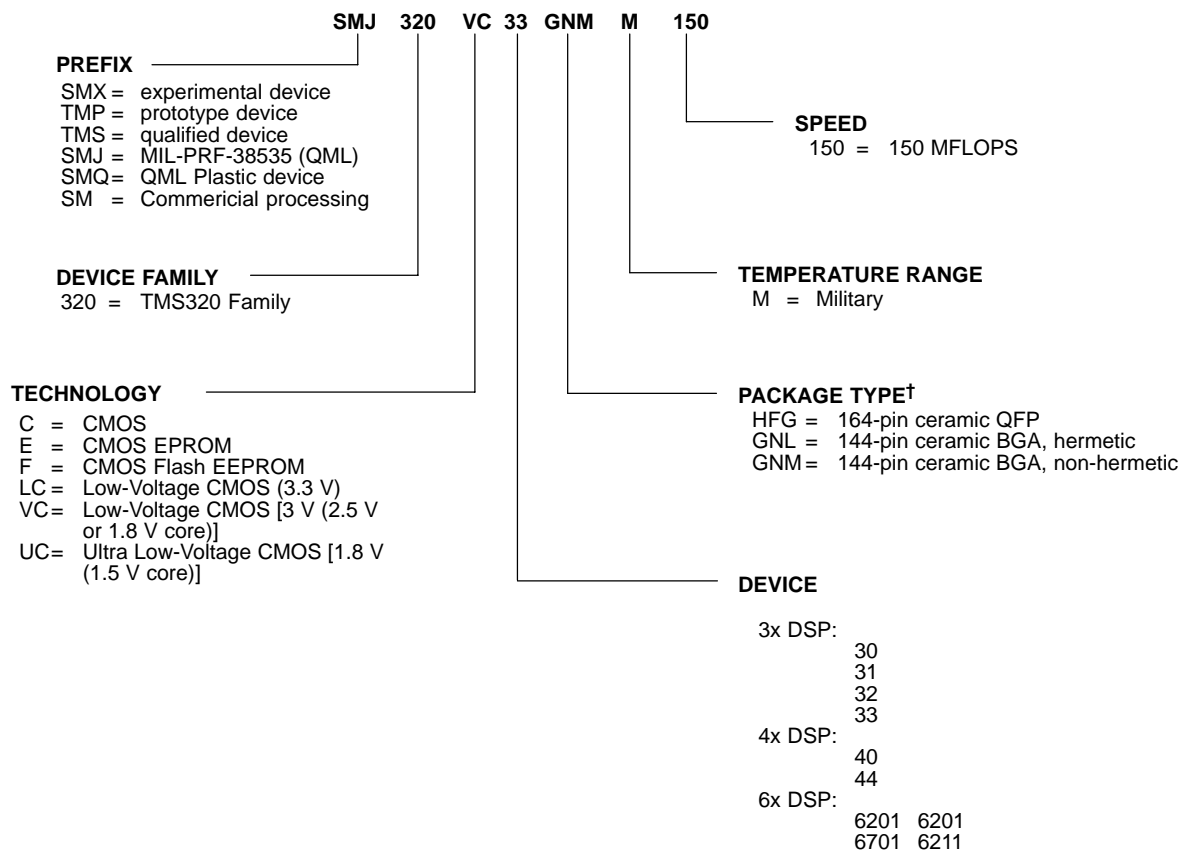 SMJ 320 VC 33 GNM M 150
PREFIX
SMX = experimental device
TMP = prototype device
TMS = qualified device
SMJ = MIL-PRF-38535 (QML)
SMQ = QML Plastic device
SM = Commericial processing
SPEED
150 = 150 MFLOPS
DEVICE FAMILY
320 = TMS320 Family
TEMPERATURE RANGE
M = Military
TECHNOLOGY
C = CMOS
E = CMOS EPROM
F = CMOS Flash EEPROM
LC = Low-Voltage CMOS (3.3 V)
VC = Low-Voltage CMOS [3 V (2.5 V
or 1.8 V core)]
UC = Ultra Low-Voltage CMOS [1.8 V
(1.5 V core)]
PACKAGE TYPE†
HFG = 164-pin ceramic QFP
GNL = 144-pin ceramic BGA, hermetic
GNM = 144-pin ceramic BGA, non-hermetic
DEVICE
3x DSP:
30
31
32
33
4x DSP:
40
44
6x DSP:
6201 6201
6701 6211